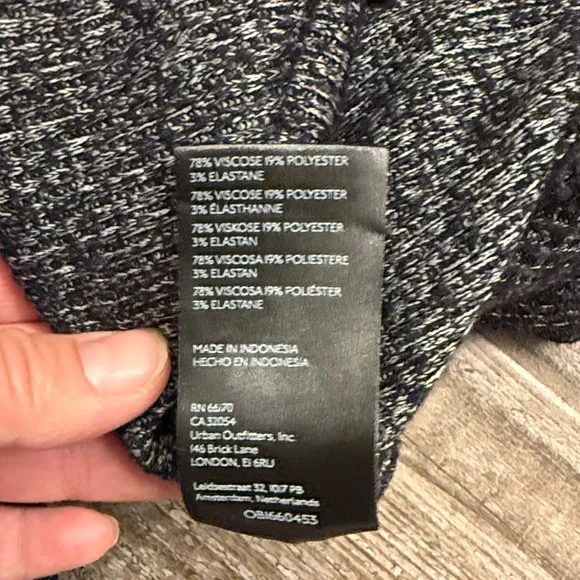 78% VISCOSE 19% POLYESTER
3% ELASTANE
78% VISCOSE 19% POLYESTER
3% ÉLASTHANNE
78% VISKOSE 19% POLYESTER
3% ELASTAN
78% VISCOSA 19% POLIESTERE
3% ELASTAN
78% VISCOSA 19% POLIÉSTER
3% ELASTANE
MADE IN INDONESIA
HECHO EN INDONESIA
RN 66170
CA 32054
Urban Outfitters, Inc.
146 Brick Lane
LONDON, E1 6RU
Leidsestraat 32, 1017 PB
Amsterdam, Netherlands
OB1660453